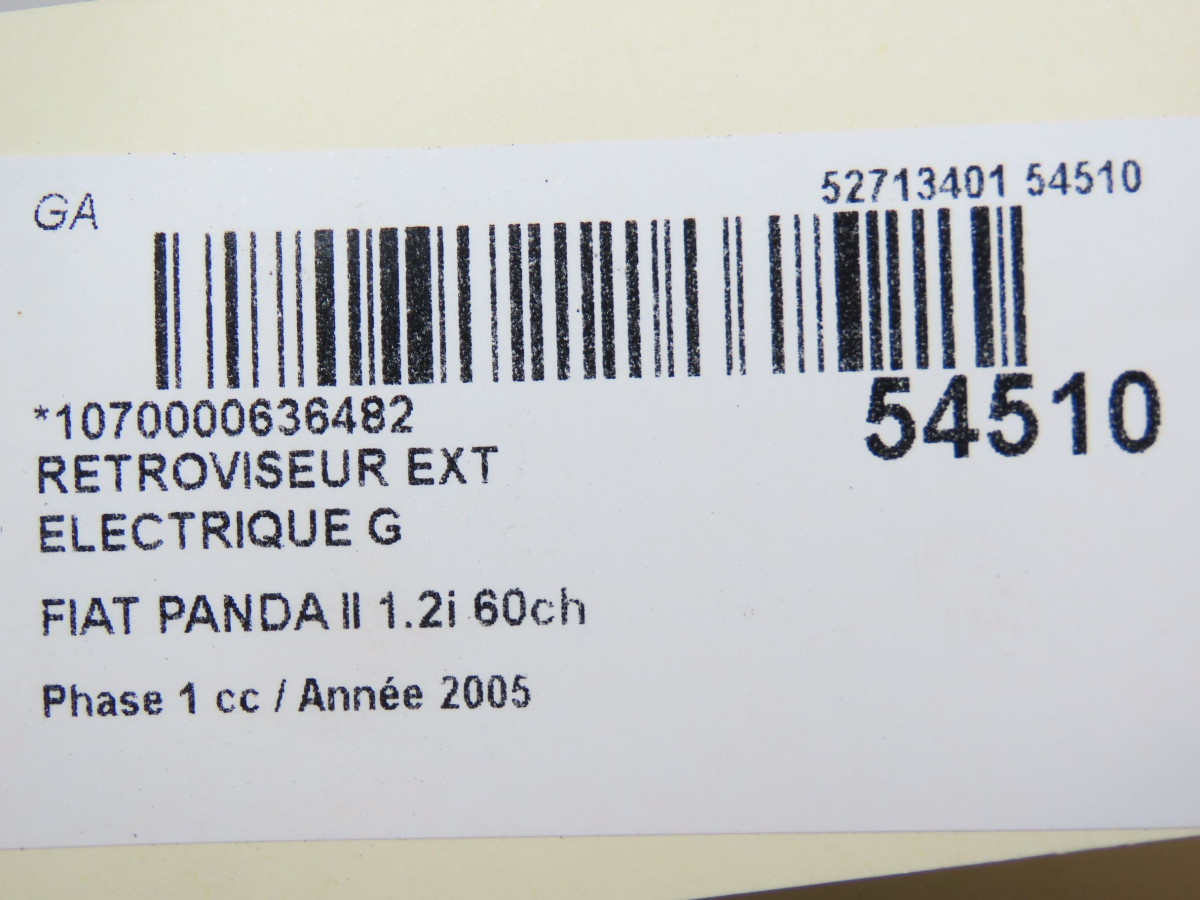 GA
52713401 54510
*1070000636482
54510
RETROVISEUR EXT
ELECTRIQUE G
FIAT PANDA II 1.2i 60ch
Phase 1 cc / Année 2005